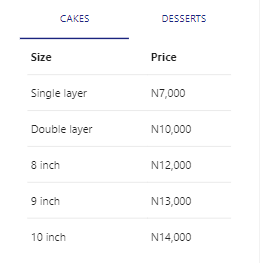 CAKES DESSERTS
Size Price
Single layer N7,000
Double layer N10,000
8 inch N12,000
9 inch N13,000
10 inch N14,000